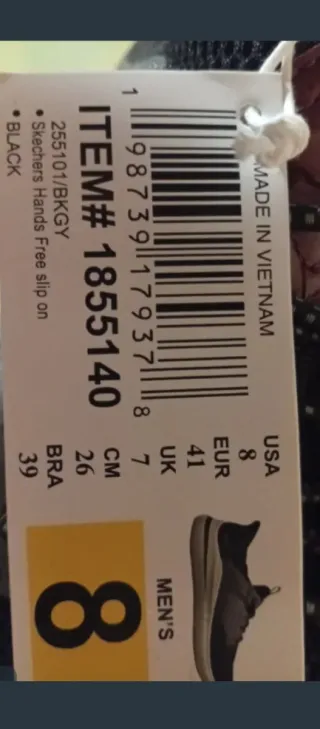 MADE IN VIETNAM
1 98739 17937 8
ITEM# 1855140
255101/BKGY
• Skechers Hands Free slip on
• BLACK
USA
8
EUR
41
UK
7
CM
26
BRA
39
MEN'S
8